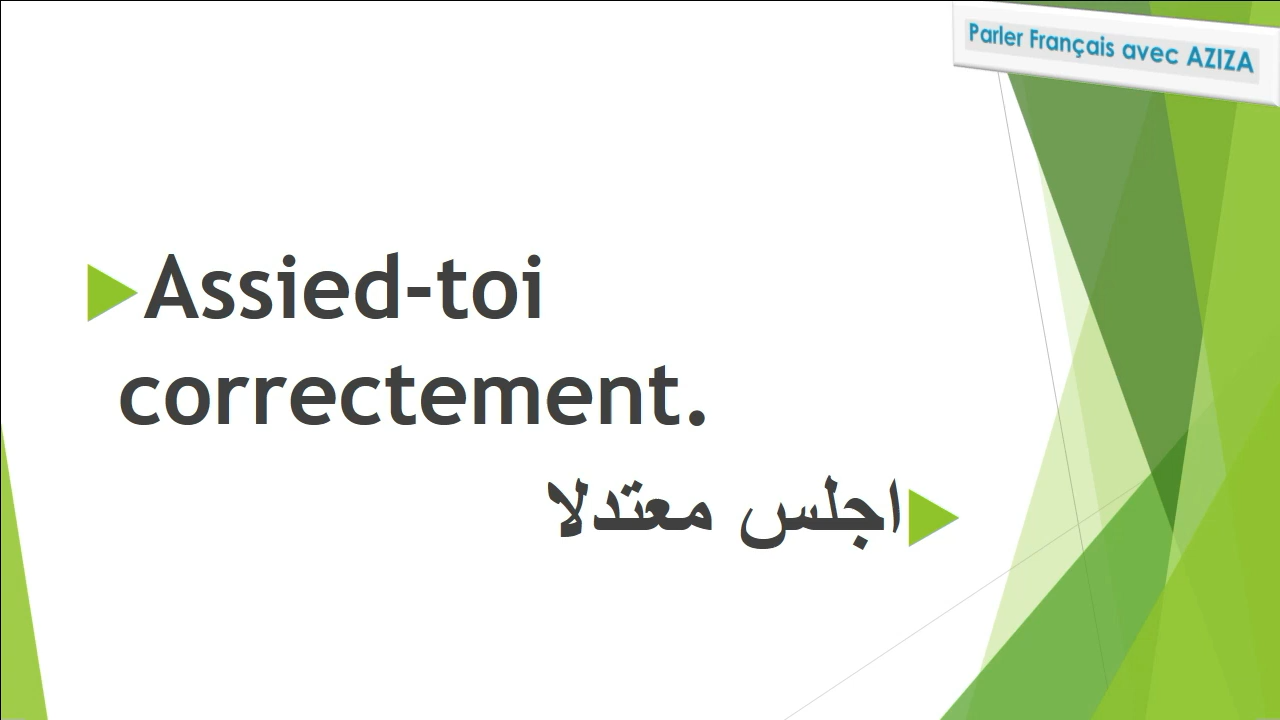 Parler Français avec AZIZA
Assied-toi
correctement.
اجلس معتدلا